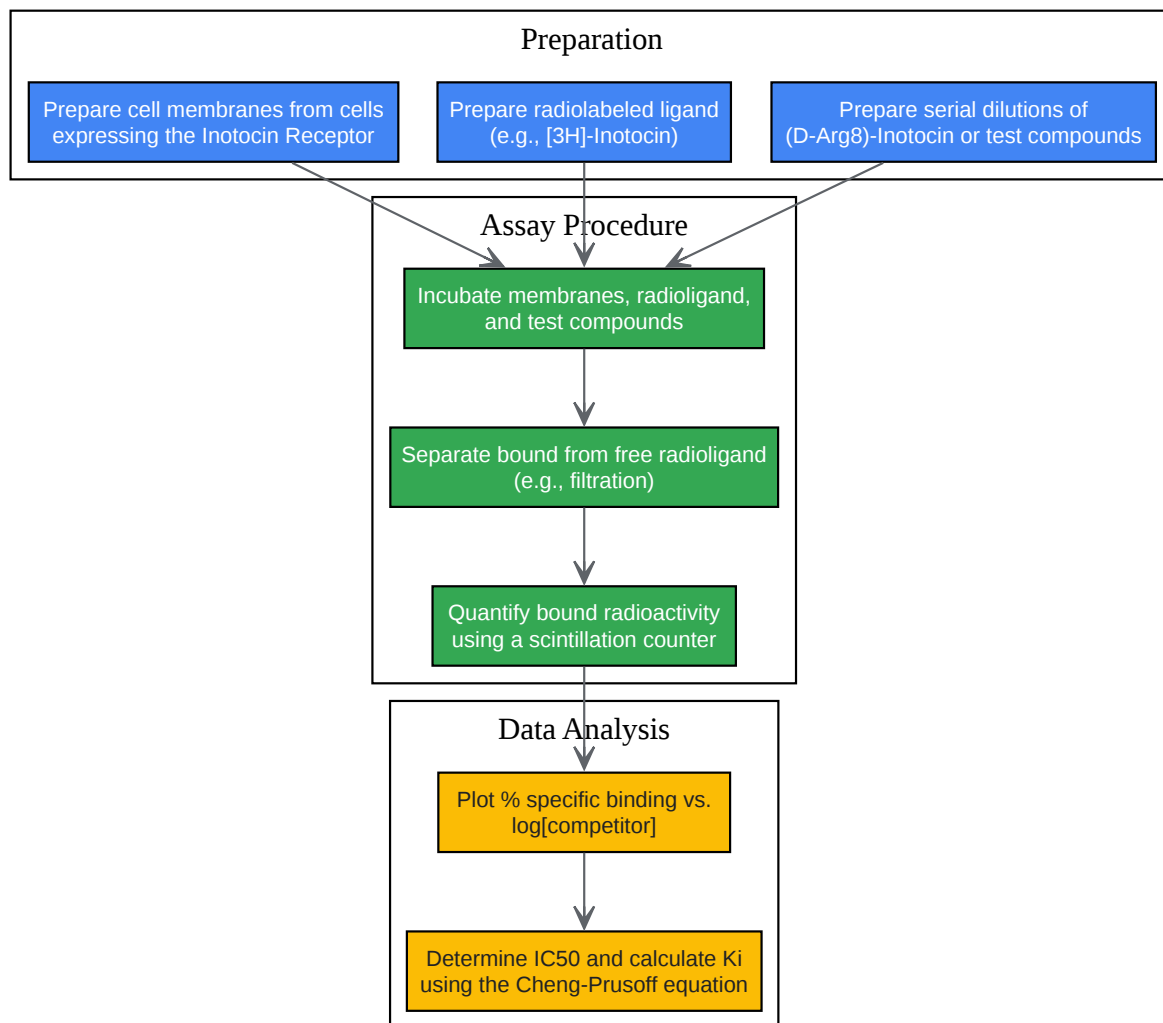 Preparation
Prepare cell membranes from cells
expressing the Inotocin Receptor
Prepare radiolabeled ligand
(e.g., [3H]-Inotocin)
Prepare serial dilutions of
(D-Arg8)-Inotocin or test compounds
Assay Procedure
Incubate membranes, radioligand,
and test compounds
Separate bound from free radioligand
(e.g., filtration)
Quantify bound radioactivity
using a scintillation counter
Data Analysis
Plot % specific binding vs.
log[competitor]
Determine IC50 and calculate Ki
using the Cheng-Prusoff equation